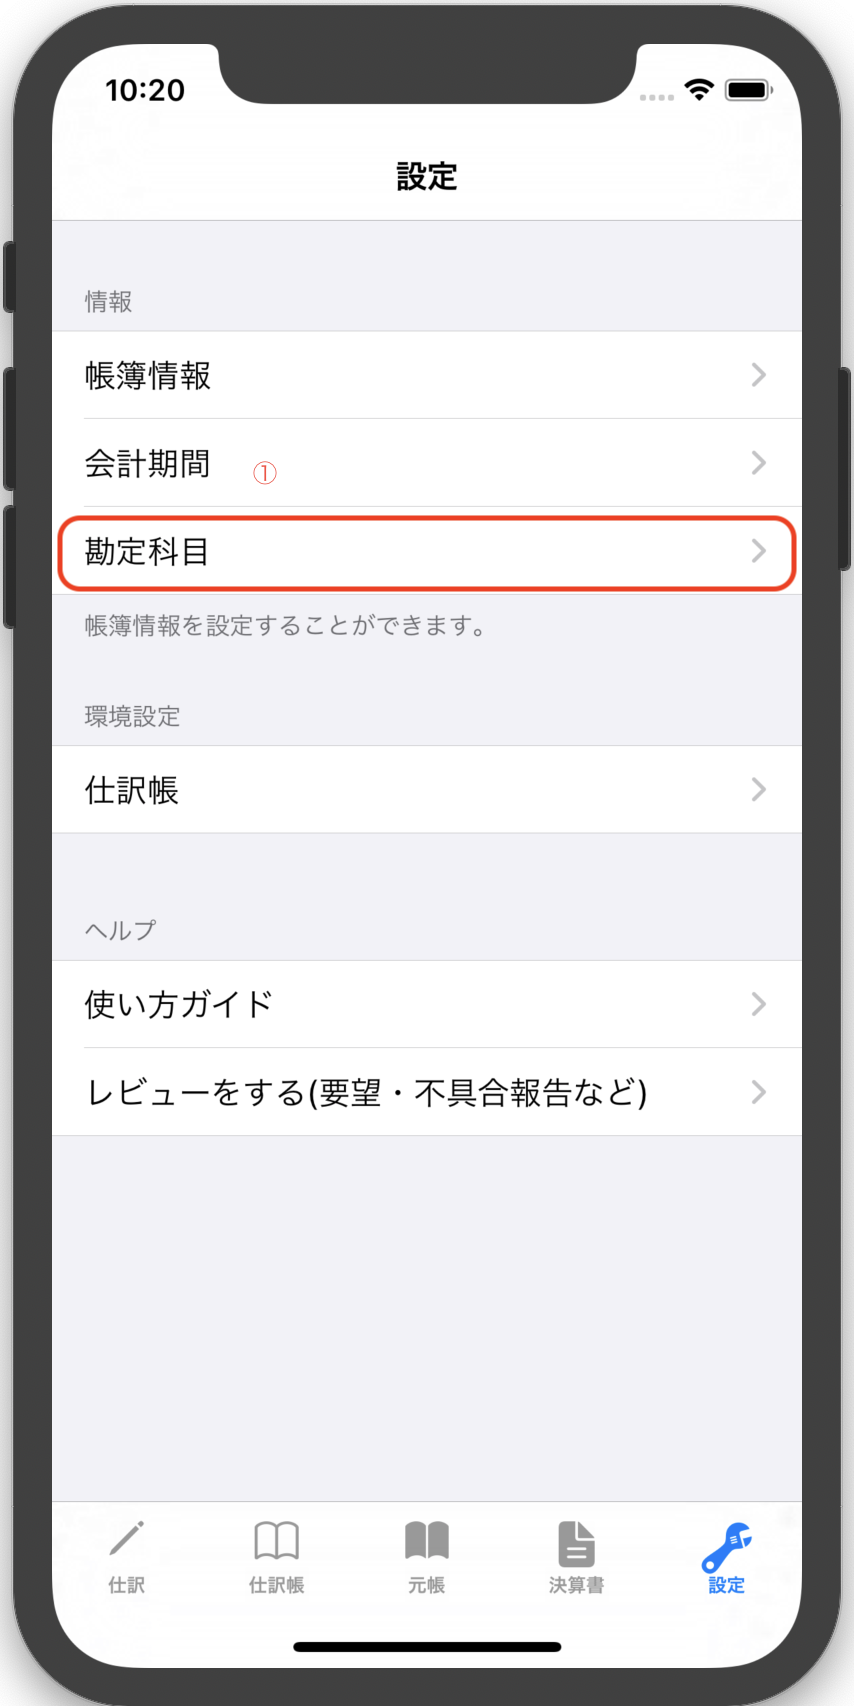 10:20
設定
情報
帳簿情報
会計期間 ①
勘定科目
帳簿情報を設定することができます。
環境設定
仕訳帳
ヘルプ
使い方ガイド
レビューをする(要望・不具合報告など)
仕訳 仕訳帳 元帳 決算書 設定